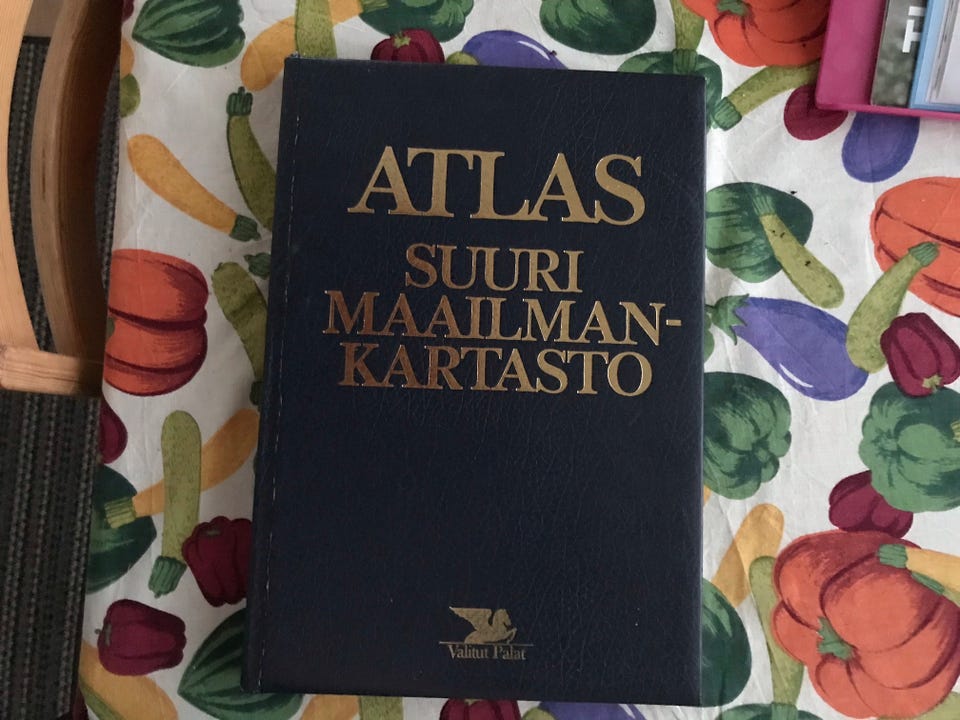 ATLAS
SUURI
MAAILMAN-
KARTASTO
Valitut Palat